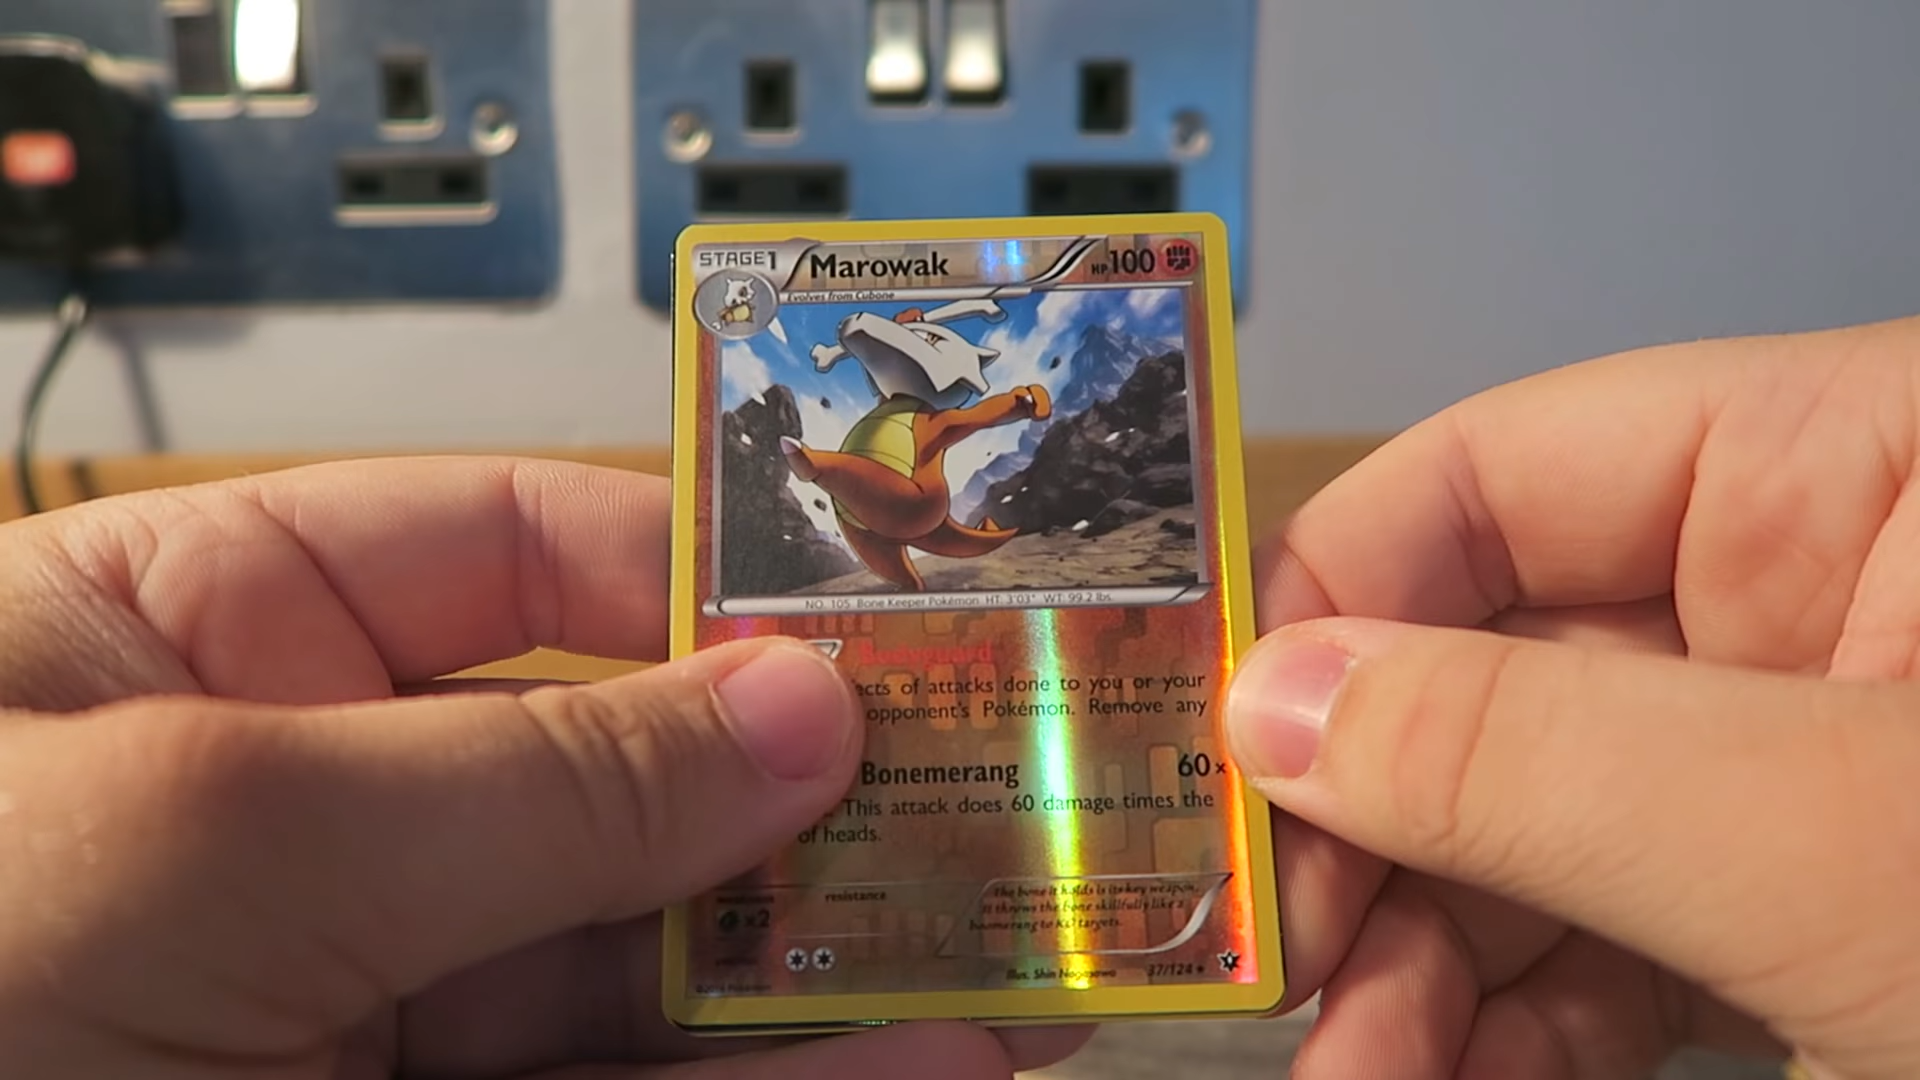 STAGE1 Marowak HP100
Evolves from Cubone
NO. 105 Bone Keeper Pokémon HT: 3'03" WT: 99.2 lbs.
Bodyguard
ects of attacks done to you or your
opponent's Pokémon. Remove any
Bonemerang 60×
This attack does 60 damage times the
of heads.
resistance
×2
The bone it holds is its key weapon.
It throws the bone skillfully like a
boomerang to KO targets.
Illus. Shin Nagasawa 37/124
©2016 Pokémon